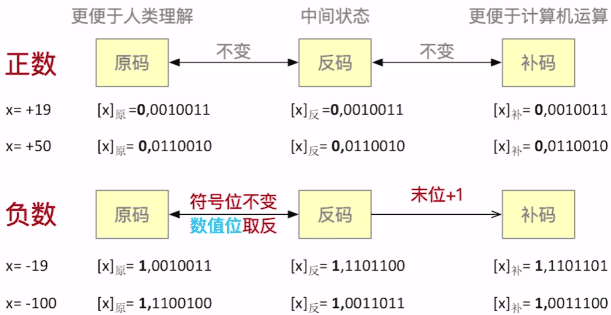 更便于人类理解 中间状态 更便于计算机运算
正数 原码 不变 反码 不变 补码
x= +19 [x]原 =0,0010011 [x]反 =0,0010011 [x]补= 0,0010011
x= +50 [x]原= 0,0110010 [x]反= 0,0110010 [x]补= 0,0110010
负数 原码 符号位不变 数值位取反 反码 末位+1 补码
x= -19 [x]原= 1,0010011 [x]反= 1,1101100 [x]补= 1,1101101
x= -100 [x]原= 1,1100100 [x]反= 1,0011011 [x]补= 1,0011100